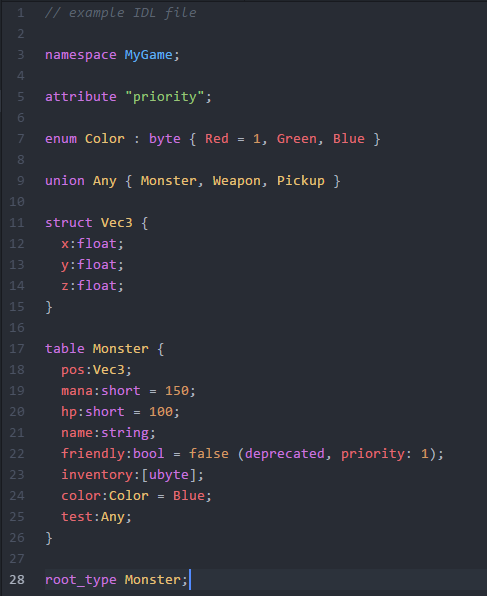 1 // example IDL file
2
3 namespace MyGame;
4
5 attribute "priority";
6
7 enum Color : byte { Red = 1, Green, Blue }
8
9 union Any { Monster, Weapon, Pickup }
10
11 struct Vec3 {
12   x:float;
13   y:float;
14   z:float;
15 }
16
17 table Monster {
18   pos:Vec3;
19   mana:short = 150;
20   hp:short = 100;
21   name:string;
22   friendly:bool = false (deprecated, priority: 1);
23   inventory:[ubyte];
24   color:Color = Blue;
25   test:Any;
26 }
27
28 root_type Monster;